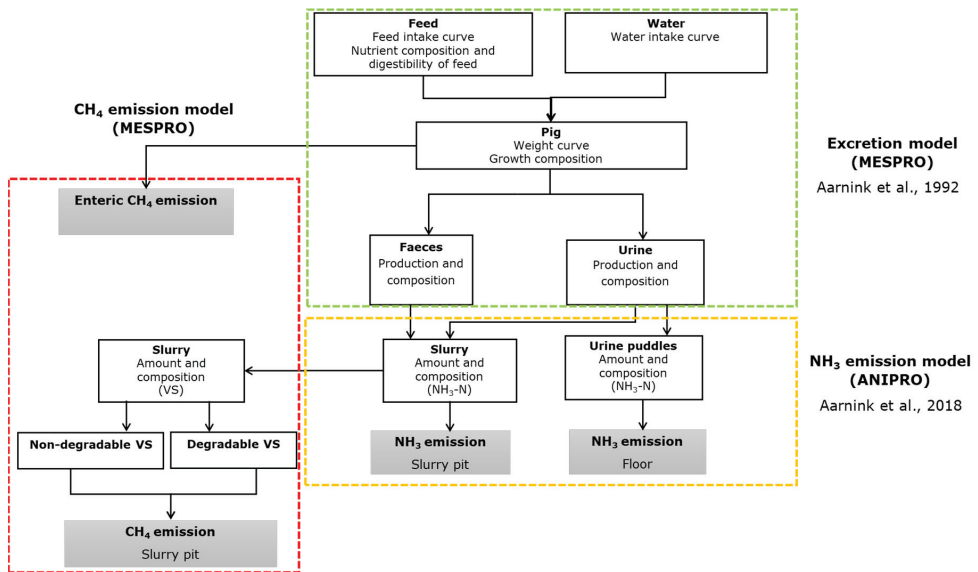 Feed
Feed intake curve
Nutrient composition and
digestibility of feed
Water
Water intake curve
CH₄ emission model
(MESPRO)
Pig
Weight curve
Growth composition
Excretion model
(MESPRO)
Aarnink et al., 1992
Enteric CH₄ emission
Faeces
Production and
composition
Urine
Production and
composition
Slurry
Amount and
composition
(VS)
Slurry
Amount and
composition
(NH₃-N)
Urine puddles
Amount and
composition
(NH₃-N)
NH₃ emission model
(ANIPRO)
Aarnink et al., 2018
Non-degradable VS
Degradable VS
NH₃ emission
Slurry pit
NH₃ emission
Floor
CH₄ emission
Slurry pit